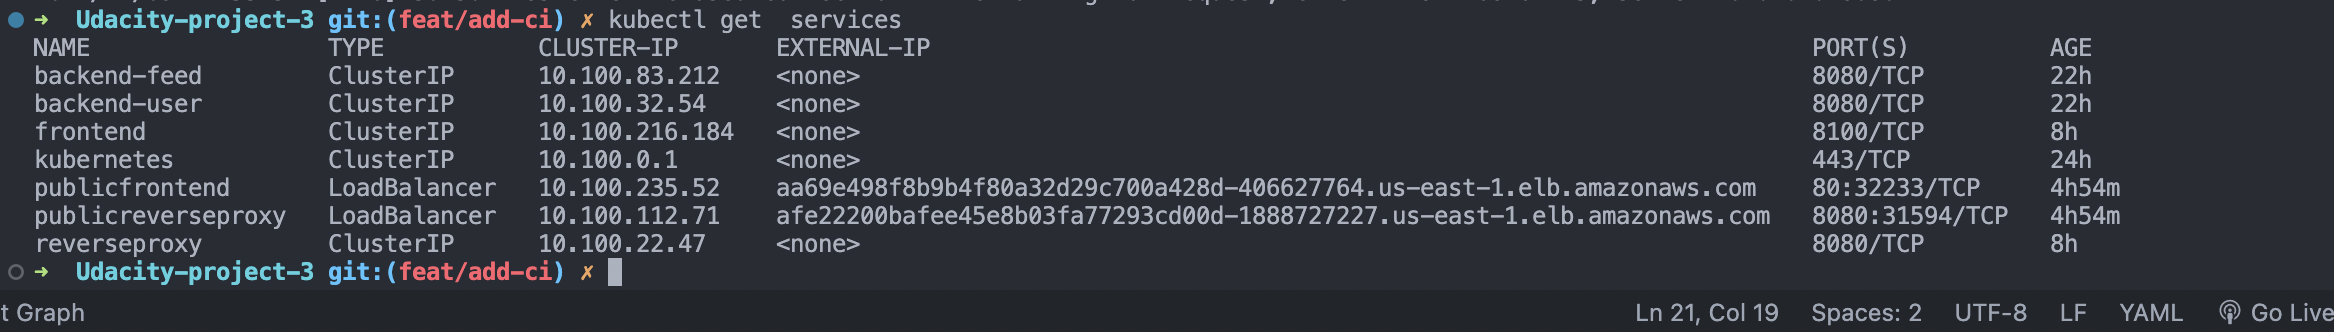 ➜ Udacity-project-3 git:(feat/add-ci) ✗ kubectl get  services
NAME TYPE CLUSTER-IP EXTERNAL-IP PORT(S) AGE
backend-feed ClusterIP 10.100.83.212 <none> 8080/TCP 22h
backend-user ClusterIP 10.100.32.54 <none> 8080/TCP 22h
frontend ClusterIP 10.100.216.184 <none> 8100/TCP 8h
kubernetes ClusterIP 10.100.0.1 <none> 443/TCP 24h
publicfrontend LoadBalancer 10.100.235.52 aa69e498f8b9b4f80a32d29c700a428d-406627764.us-east-1.elb.amazonaws.com 80:32233/TCP 4h54m
publicreverseproxy LoadBalancer 10.100.112.71 afe22200bafee45e8b03fa77293cd00d-1888727227.us-east-1.elb.amazonaws.com 8080:31594/TCP 4h54m
reverseproxy ClusterIP 10.100.22.47 <none> 8080/TCP 8h
➜ Udacity-project-3 git:(feat/add-ci) ✗
t Graph Ln 21, Col 19 Spaces: 2 UTF-8 LF YAML Go Live